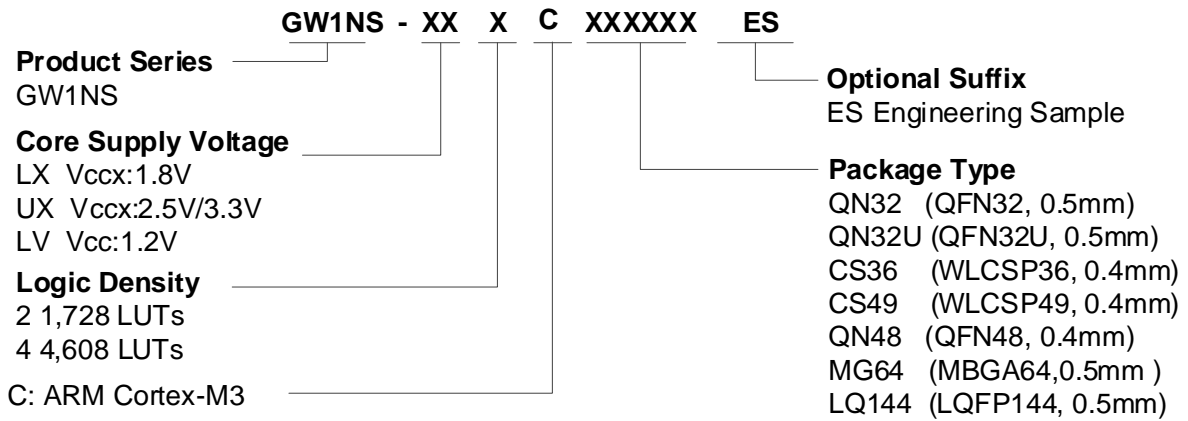 GW1NS - XX X C XXXXXX ES
Product Series
GW1NS
Core Supply Voltage
LX Vccx:1.8V
UX Vccx:2.5V/3.3V
LV Vcc:1.2V
Logic Density
2 1,728 LUTs
4 4,608 LUTs
C: ARM Cortex-M3
Optional Suffix
ES Engineering Sample
Package Type
QN32 (QFN32, 0.5mm)
QN32U (QFN32U, 0.5mm)
CS36 (WLCSP36, 0.4mm)
CS49 (WLCSP49, 0.4mm)
QN48 (QFN48, 0.4mm)
MG64 (MBGA64,0.5mm )
LQ144 (LQFP144, 0.5mm)